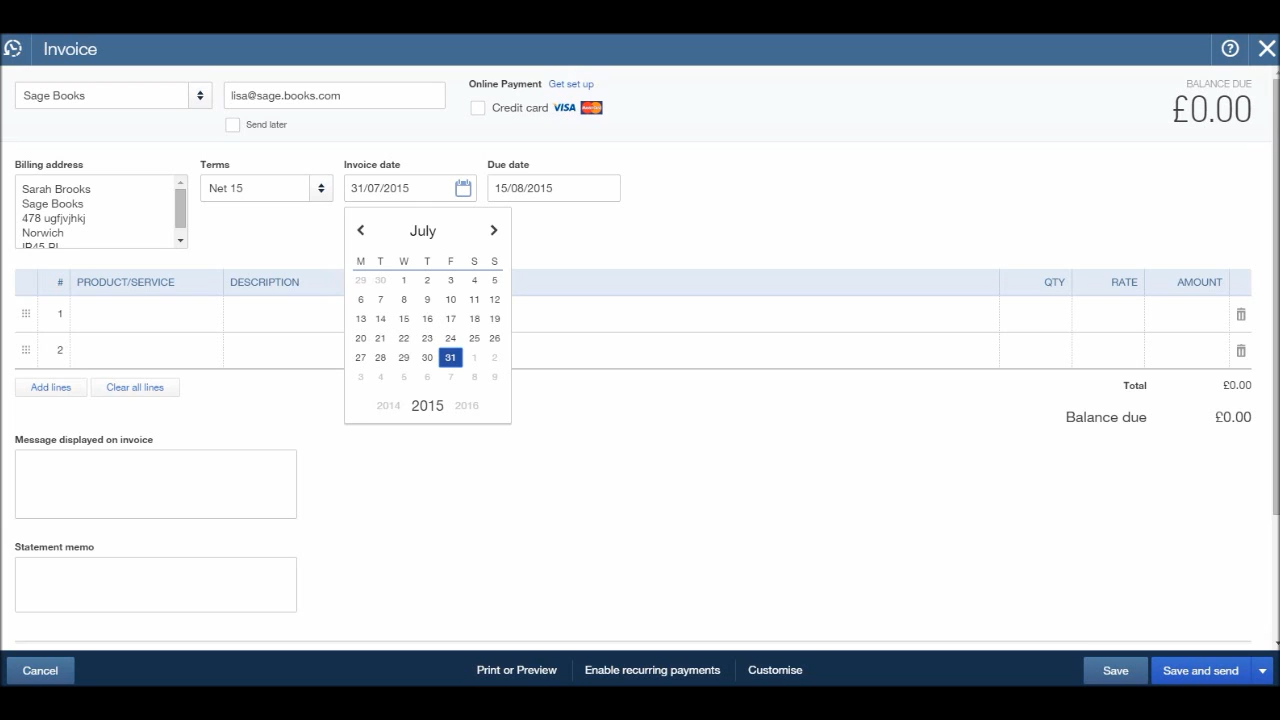 Invoice
Sage Books
lisa@sage.books.com
Send later
Online Payment Get set up
Credit card VISA MasterCard
BALANCE DUE
£0.00
Billing address
Sarah Brooks
Sage Books
478 ugfjvjhkj
Norwich
IP45 PL
Terms
Net 15
Invoice date
31/07/2015
Due date
15/08/2015
July
M T W T F S S
29 30 1 2 3 4 5
6 7 8 9 10 11 12
13 14 15 16 17 18 19
20 21 22 23 24 25 26
27 28 29 30 31 1 2
3 4 5 6 7 8 9
2014 2015 2016
# PRODUCT/SERVICE DESCRIPTION QTY RATE AMOUNT
1
2
Add lines Clear all lines
Total £0.00
Balance due £0.00
Message displayed on invoice
Statement memo
Cancel Print or Preview Enable recurring payments Customise Save Save and send